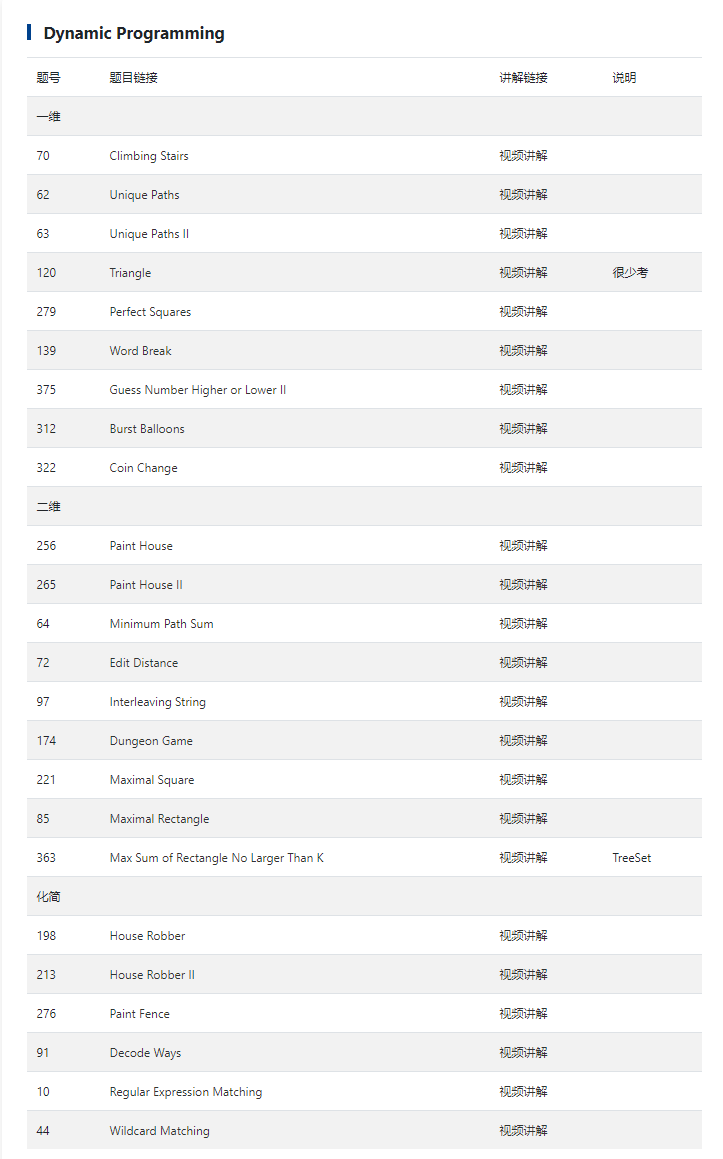 Dynamic Programming
题号 题目链接 讲解链接 说明
一维
70 Climbing Stairs 视频讲解
62 Unique Paths 视频讲解
63 Unique Paths II 视频讲解
120 Triangle 视频讲解 很少考
279 Perfect Squares 视频讲解
139 Word Break 视频讲解
375 Guess Number Higher or Lower II 视频讲解
312 Burst Balloons 视频讲解
322 Coin Change 视频讲解
二维
256 Paint House 视频讲解
265 Paint House II 视频讲解
64 Minimum Path Sum 视频讲解
72 Edit Distance 视频讲解
97 Interleaving String 视频讲解
174 Dungeon Game 视频讲解
221 Maximal Square 视频讲解
85 Maximal Rectangle 视频讲解
363 Max Sum of Rectangle No Larger Than K 视频讲解 TreeSet
化简
198 House Robber 视频讲解
213 House Robber II 视频讲解
276 Paint Fence 视频讲解
91 Decode Ways 视频讲解
10 Regular Expression Matching 视频讲解
44 Wildcard Matching 视频讲解